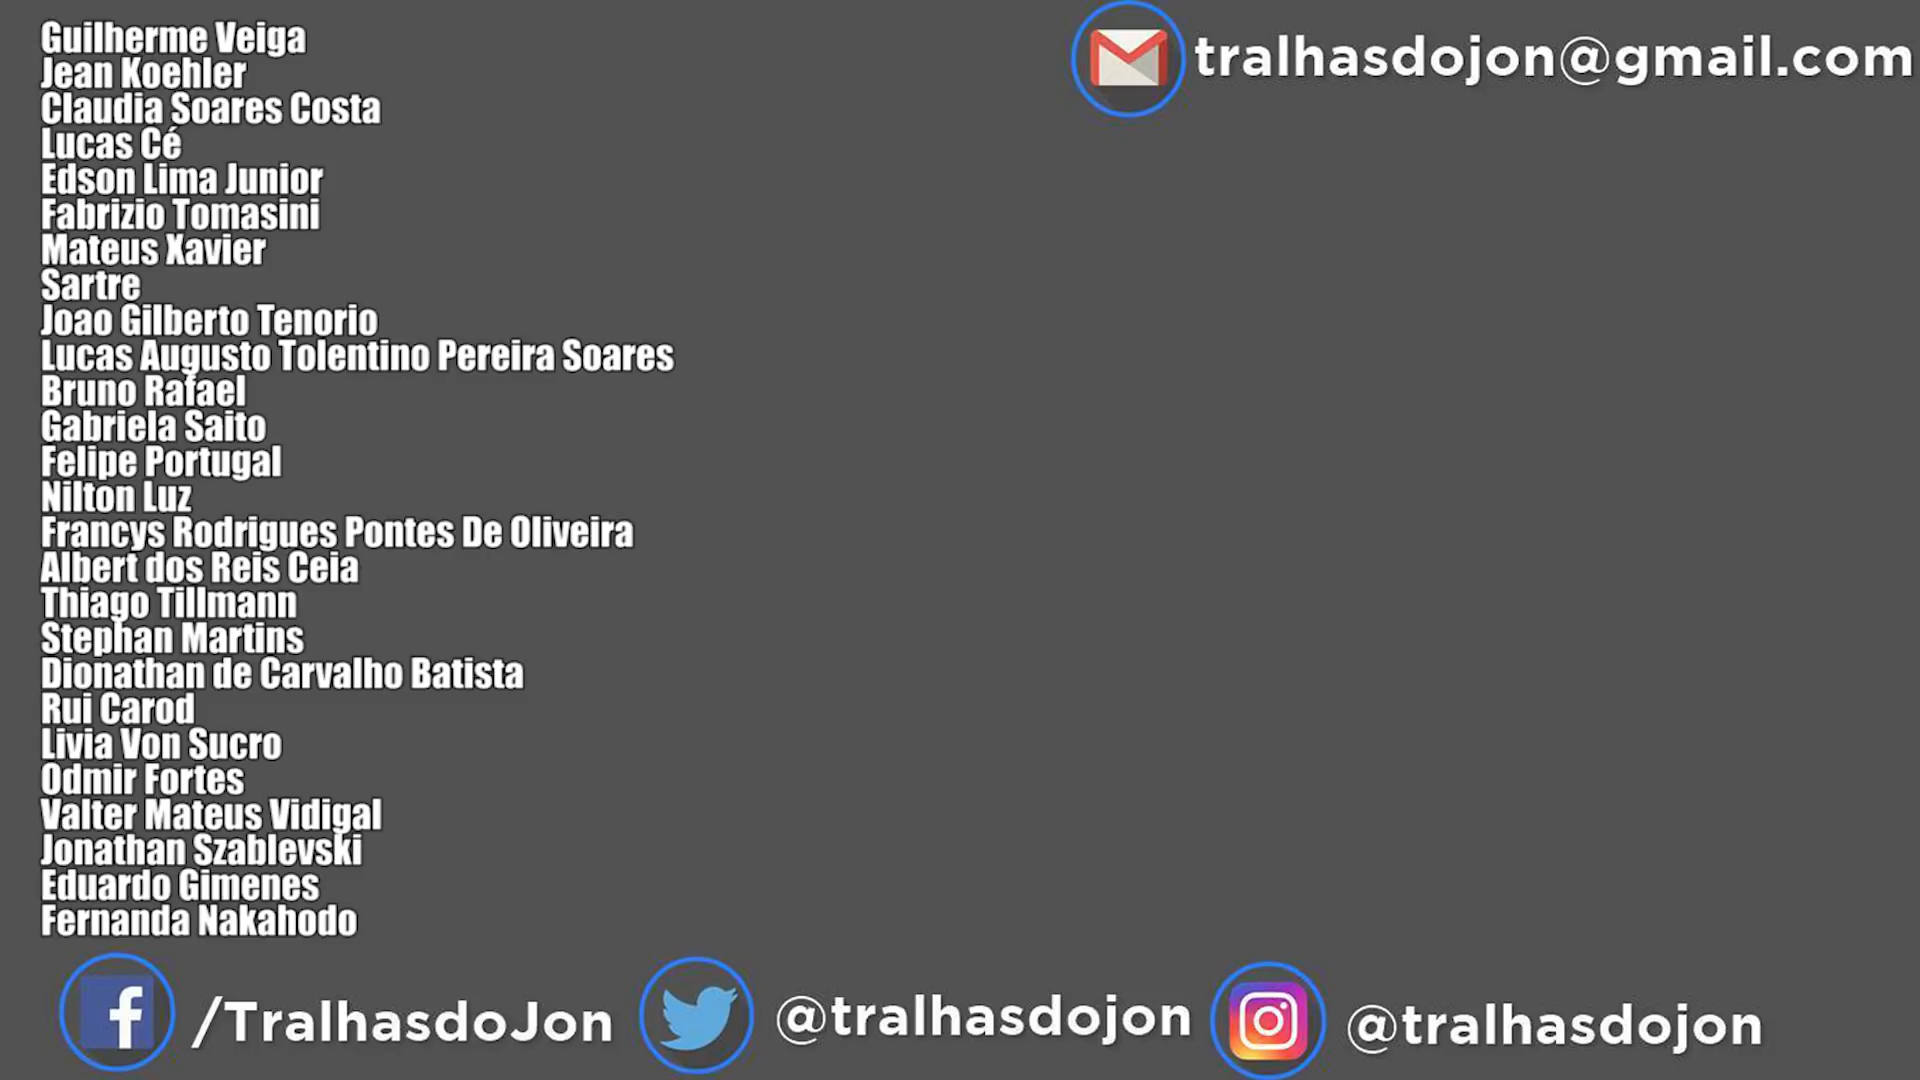 Guilherme Veiga
Jean Koehler
Claudia Soares Costa
Lucas Cé
Edson Lima Junior
Fabrizio Tomasini
Mateus Xavier
Sartre
Joao Gilberto Tenorio
Lucas Augusto Tolentino Pereira Soares
Bruno Rafael
Gabriela Saito
Felipe Portugal
Nilton Luz
Francys Rodrigues Pontes De Oliveira
Albert dos Reis Ceia
Thiago Tillmann
Stephan Martins
Dionathan de Carvalho Batista
Rui Carod
Livia Von Sucro
Odmir Fortes
Valter Mateus Vidigal
Jonathan Szablevski
Eduardo Gimenes
Fernanda Nakahodo
tralhasdojon@gmail.com
/TralhasdoJon
@tralhasdojon
@tralhasdojon